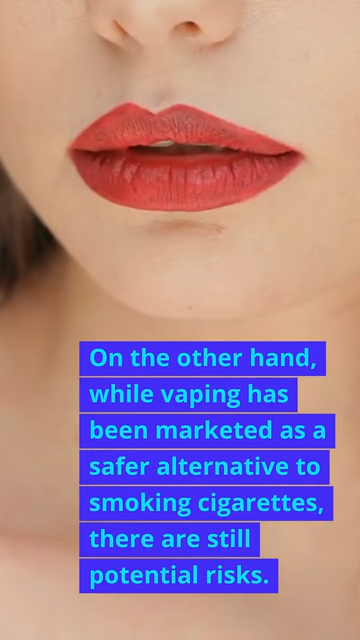 On the other hand,
while vaping has
been marketed as a
safer alternative to
smoking cigarettes,
there are still
potential risks.